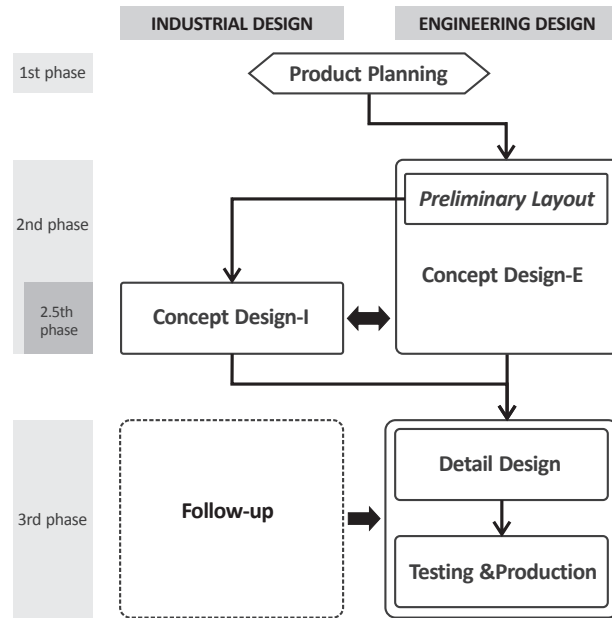 INDUSTRIAL DESIGN
ENGINEERING DESIGN
1st phase
Product Planning
2nd phase
Preliminary Layout
Concept Design-E
2.5th
phase
Concept Design-I
3rd phase
Follow-up
Detail Design
Testing &Production